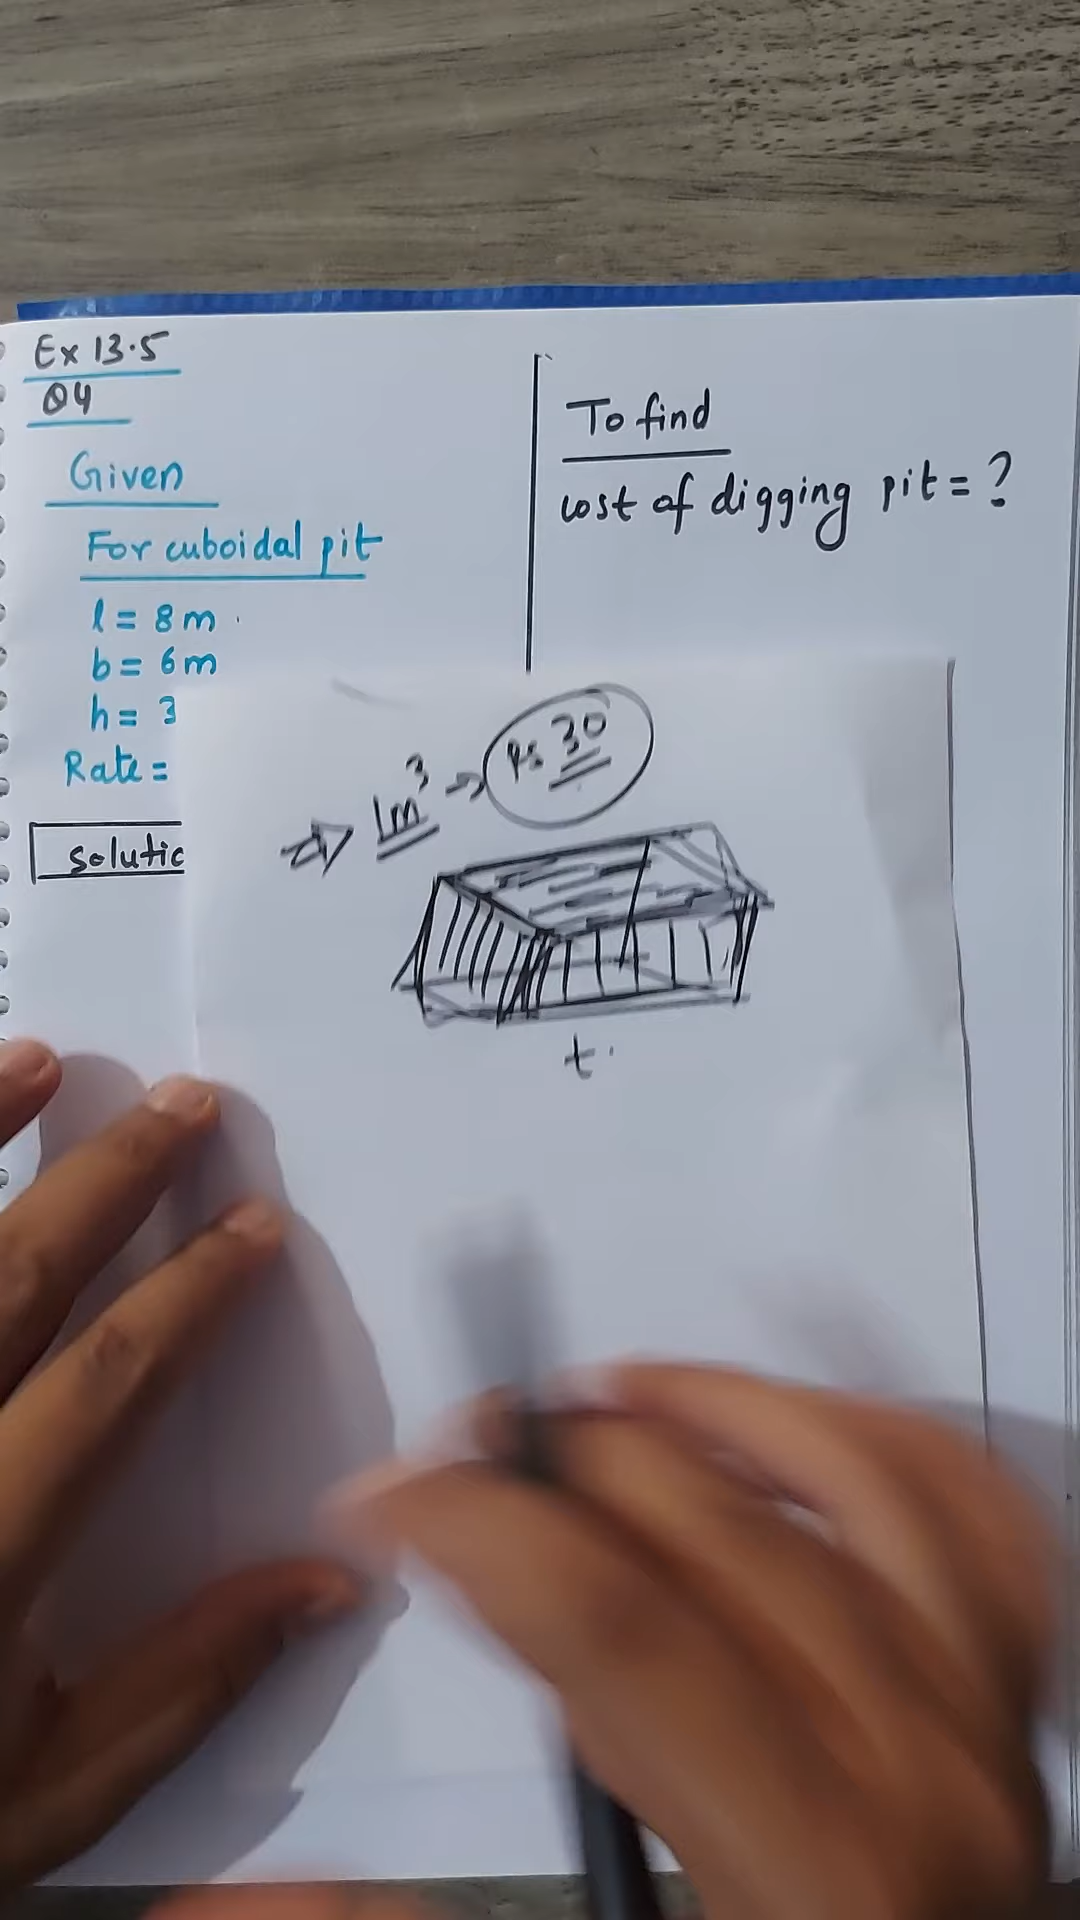 Ex 13.5
Q4
Given
For cuboidal pit
l = 8 m
b = 6 m
h = 3
Rate =
Solutio
To find
cost of digging pit = ?
⇒ 1m³ → Rs 30
t.